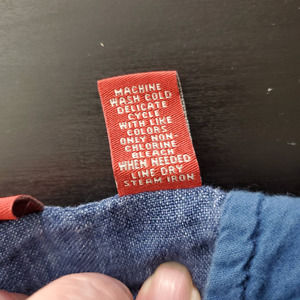 MACHINE
WASH COLD
DELICATE
CYCLE
WITH LIKE
COLORS
ONLY NON-
CHLORINE
BLEACH
WHEN NEEDED
LINE DRY
STEAM IRON